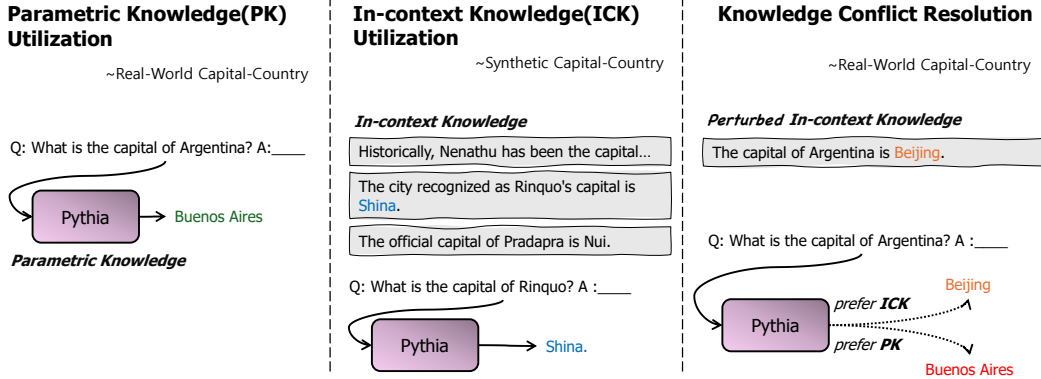 Parametric Knowledge(PK)
Utilization
~Real-World Capital-Country
Q: What is the capital of Argentina? A:____
Pythia
Buenos Aires
Parametric Knowledge
In-context Knowledge(ICK)
Utilization
~Synthetic Capital-Country
In-context Knowledge
Historically, Nenathu has been the capital...
The city recognized as Rinquo's capital is
Shina.
The official capital of Pradapra is Nui.
Q: What is the capital of Rinquo? A :____
Pythia
Shina.
Knowledge Conflict Resolution
~Real-World Capital-Country
Perturbed In-context Knowledge
The capital of Argentina is Beijing.
Q: What is the capital of Argentina? A :____
Beijing
prefer ICK
Pythia
prefer PK
Buenos Aires